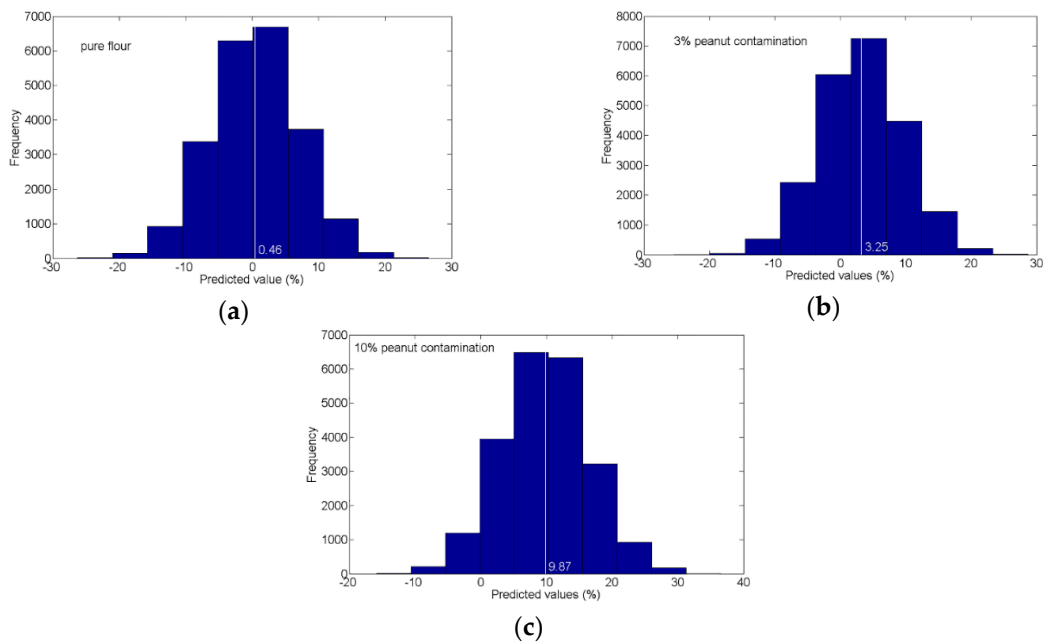 7000
6000
5000
4000
3000
2000
1000
0
Frequency
pure flour
0.46
-30 -20 -10 0 10 20 30
Predicted value (%)
(a)
8000
7000
6000
5000
4000
3000
2000
1000
0
Frequency
3% peanut contamination
3.25
-30 -20 -10 0 10 20 30
Predicted values (%)
(b)
7000
6000
5000
4000
3000
2000
1000
0
Frequency
10% peanut contamination
9.87
-20 -10 0 10 20 30 40
Predicted values (%)
(c)